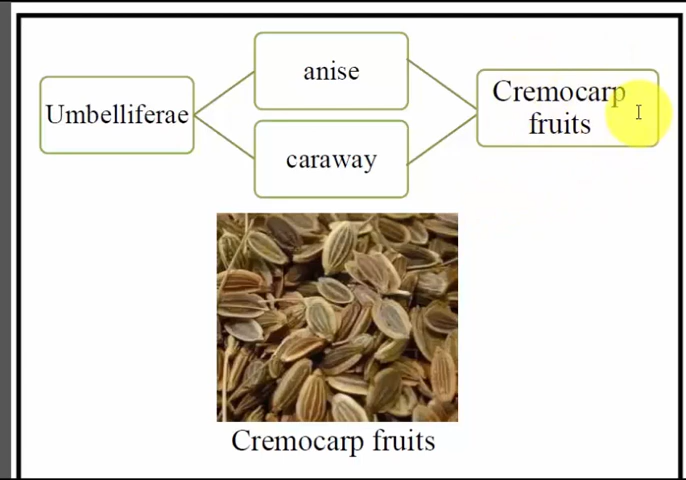 Umbelliferae
anise
caraway
Cremocarp
fruits
Cremocarp fruits